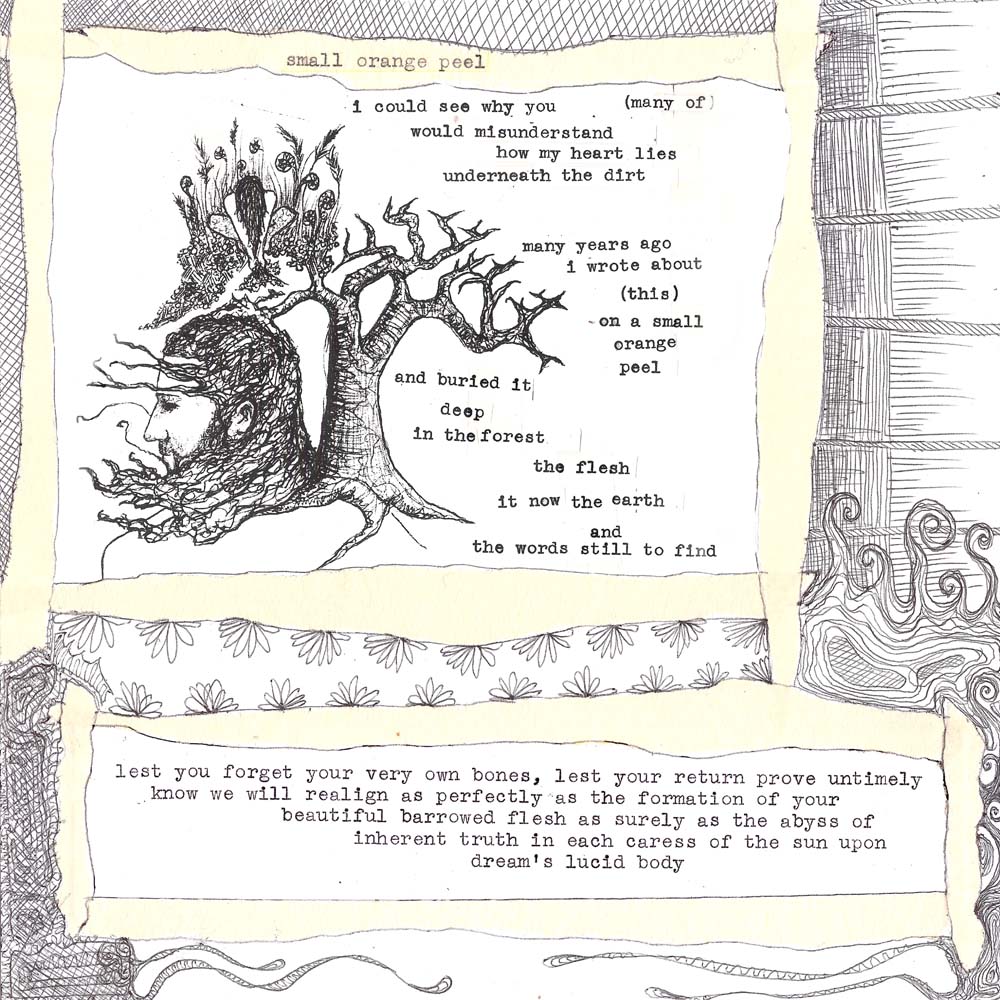 small orange peel
i could see why you (many of)
would misunderstand
how my heart lies
underneath the dirt
many years ago
i wrote about
(this)
on a small
orange
peel
and buried it
deep
in the forest
the flesh
it now the earth
and
the words still to find
lest you forget your very own bones, lest your return prove untimely
know we will realign as perfectly as the formation of your
beautiful barrowed flesh as surely as the abyss of
inherent truth in each caress of the sun upon
dream's lucid body